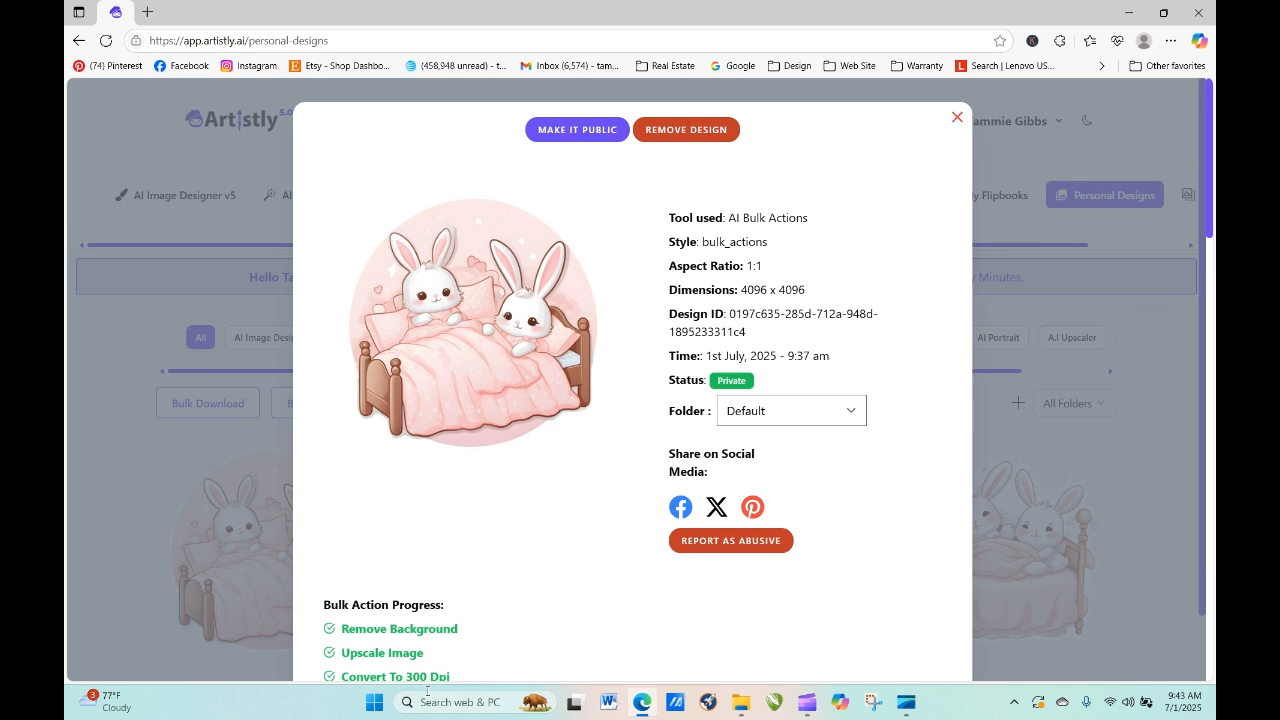 https://app.artistly.ai/personal-designs
(74) Pinterest
Facebook
Instagram
Etsy - Shop Dashbo...
(458,948 unread) - t...
Inbox (6,574) - tam...
Real Estate
Google
Design
Web Site
Warranty
Search | Lenovo US...
Other favorites
Artistly 5.0
ammie Gibbs
MAKE IT PUBLIC
REMOVE DESIGN
AI Image Designer v5
AI
y Flipbooks
Personal Designs
Hello Ta
Minutes.
All
AI Image Desig
AI Portrait
A.I Upscaler
Bulk Download
B
All Folders
Tool used: AI Bulk Actions
Style: bulk_actions
Aspect Ratio: 1:1
Dimensions: 4096 x 4096
Design ID: 0197c635-285d-712a-948d-
1895233311c4
Time:: 1st July, 2025 - 9:37 am
Status: Private
Folder : Default
Share on Social
Media:
REPORT AS ABUSIVE
Bulk Action Progress:
Remove Background
Upscale Image
Convert To 300 Dpi
3
77°F
Cloudy
Search web & PC
9:43 AM
7/1/2025